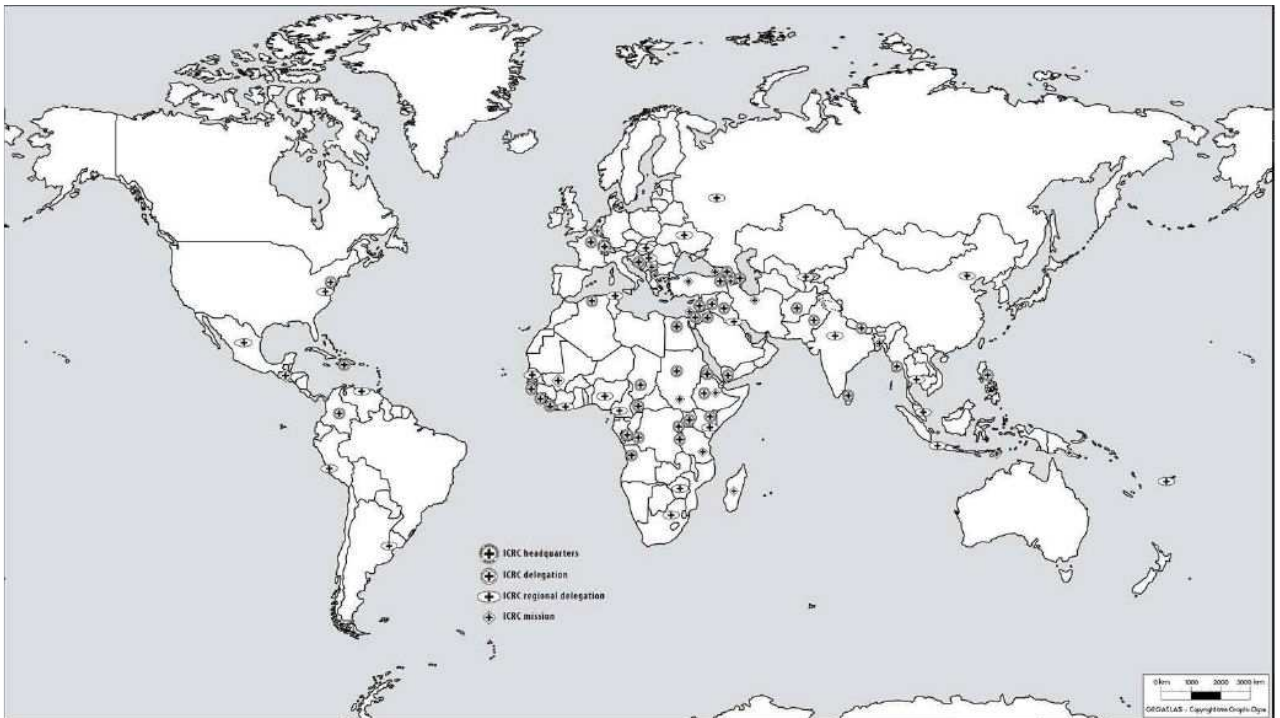 ICRC headquarters
ICRC delegation
ICRC regional delegation
ICRC mission
0 km 1000 2000 3000 km